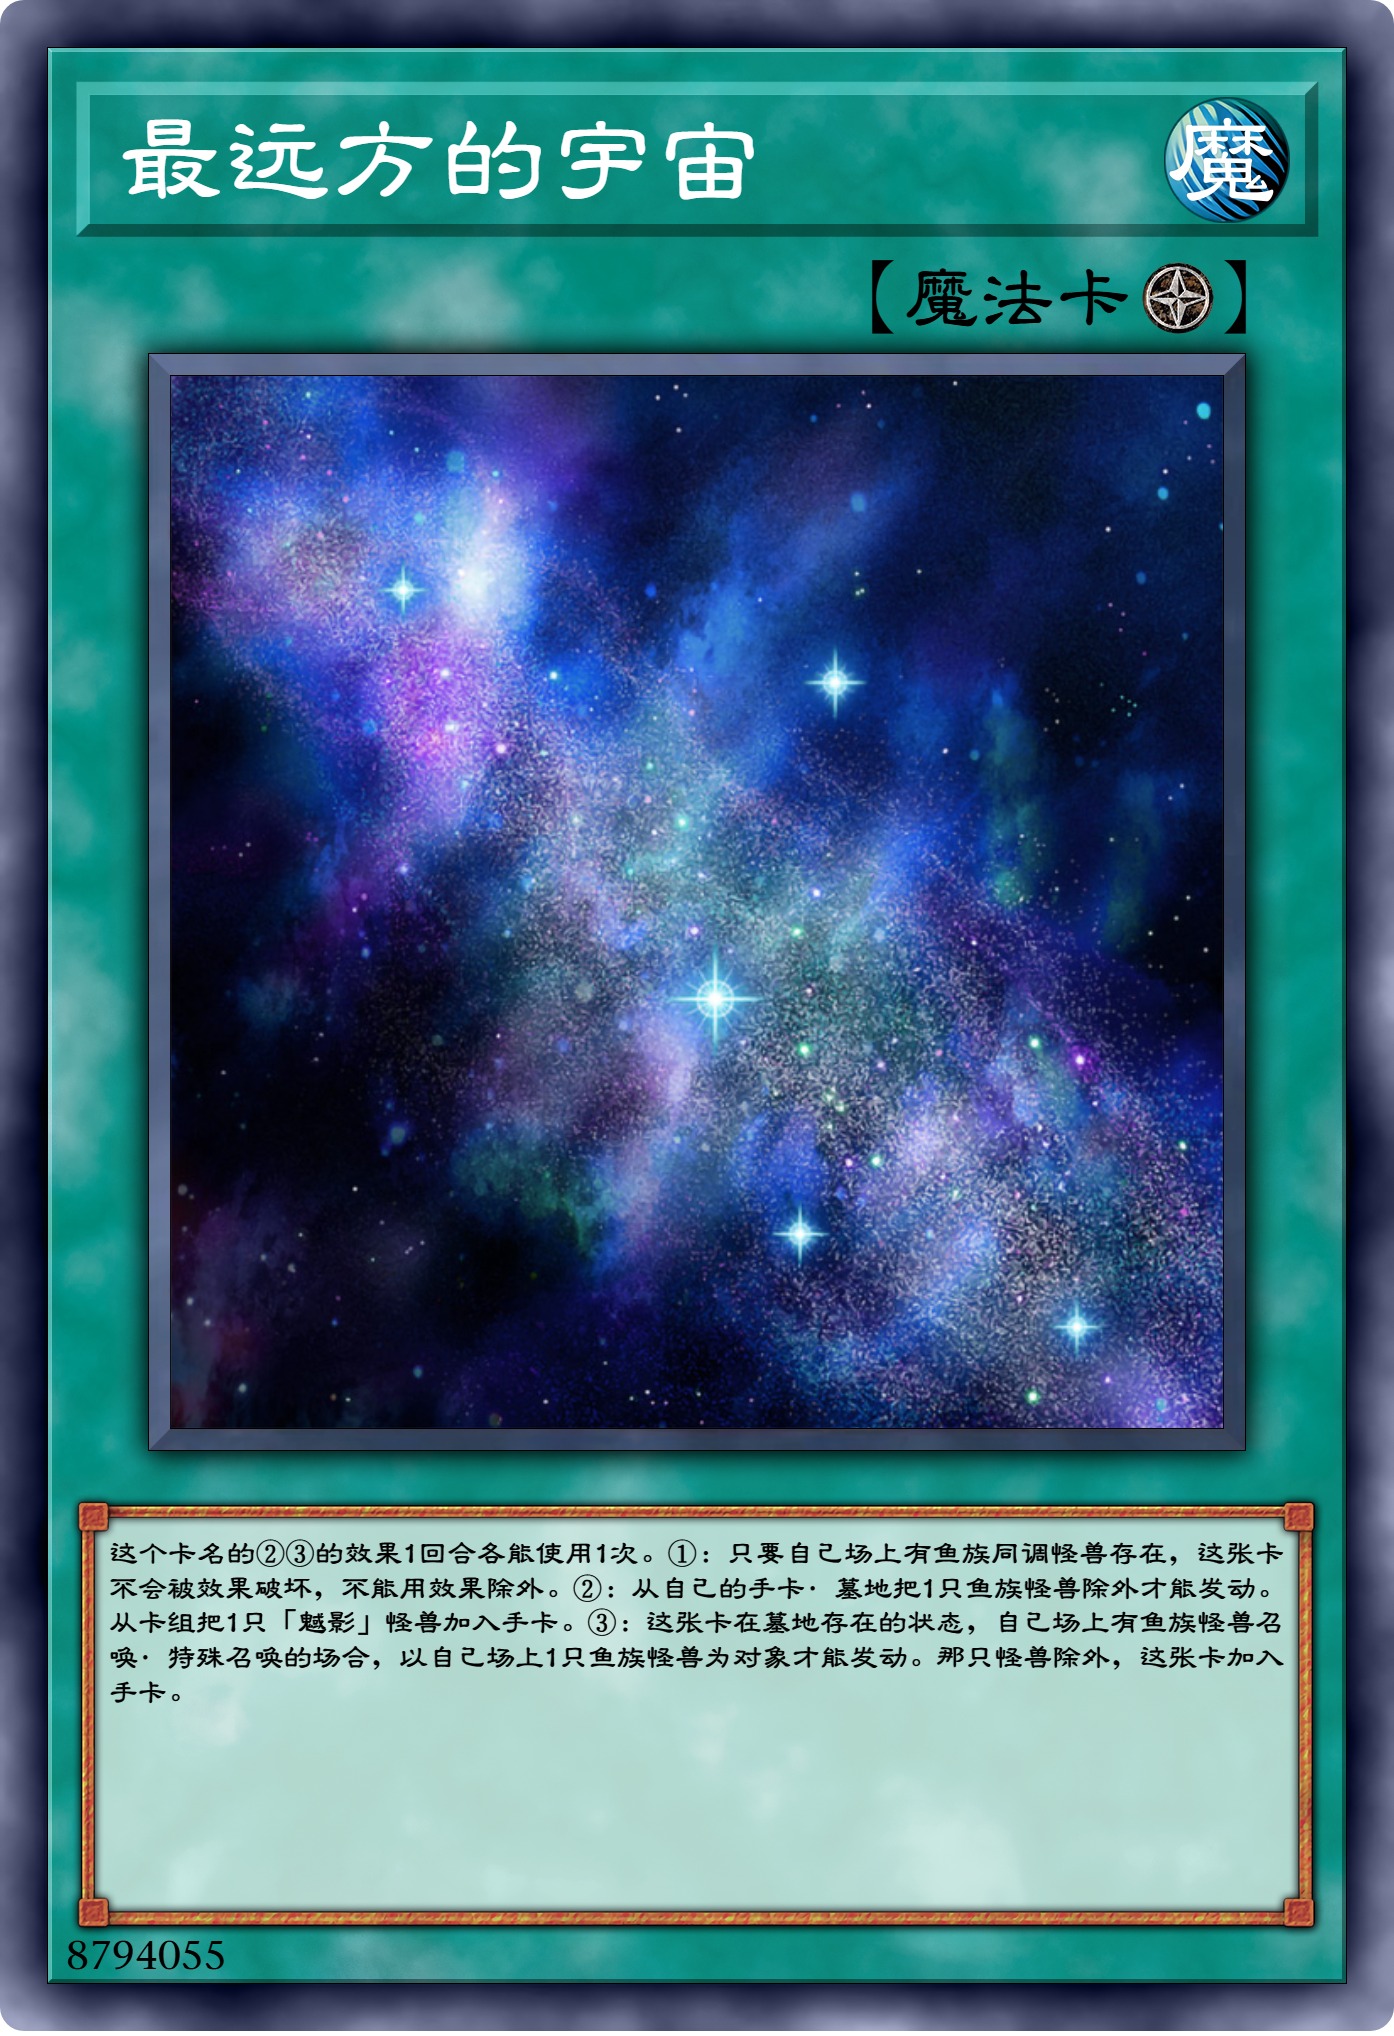 最远方的宇宙
魔
【魔法卡】
这个卡名的②③的效果1回合各能使用1次。①：只要自己场上有鱼族同调怪兽存在，这张卡
不会被效果破坏，不能用效果除外。②：从自己的手卡·墓地把1只鱼族怪兽除外才能发动。
从卡组把1只「魊影」怪兽加入手卡。③：这张卡在墓地存在的状态，自己场上有鱼族怪兽召
唤·特殊召唤的场合，以自己场上1只鱼族怪兽为对象才能发动。那只怪兽除外，这张卡加入
手卡。
8794055